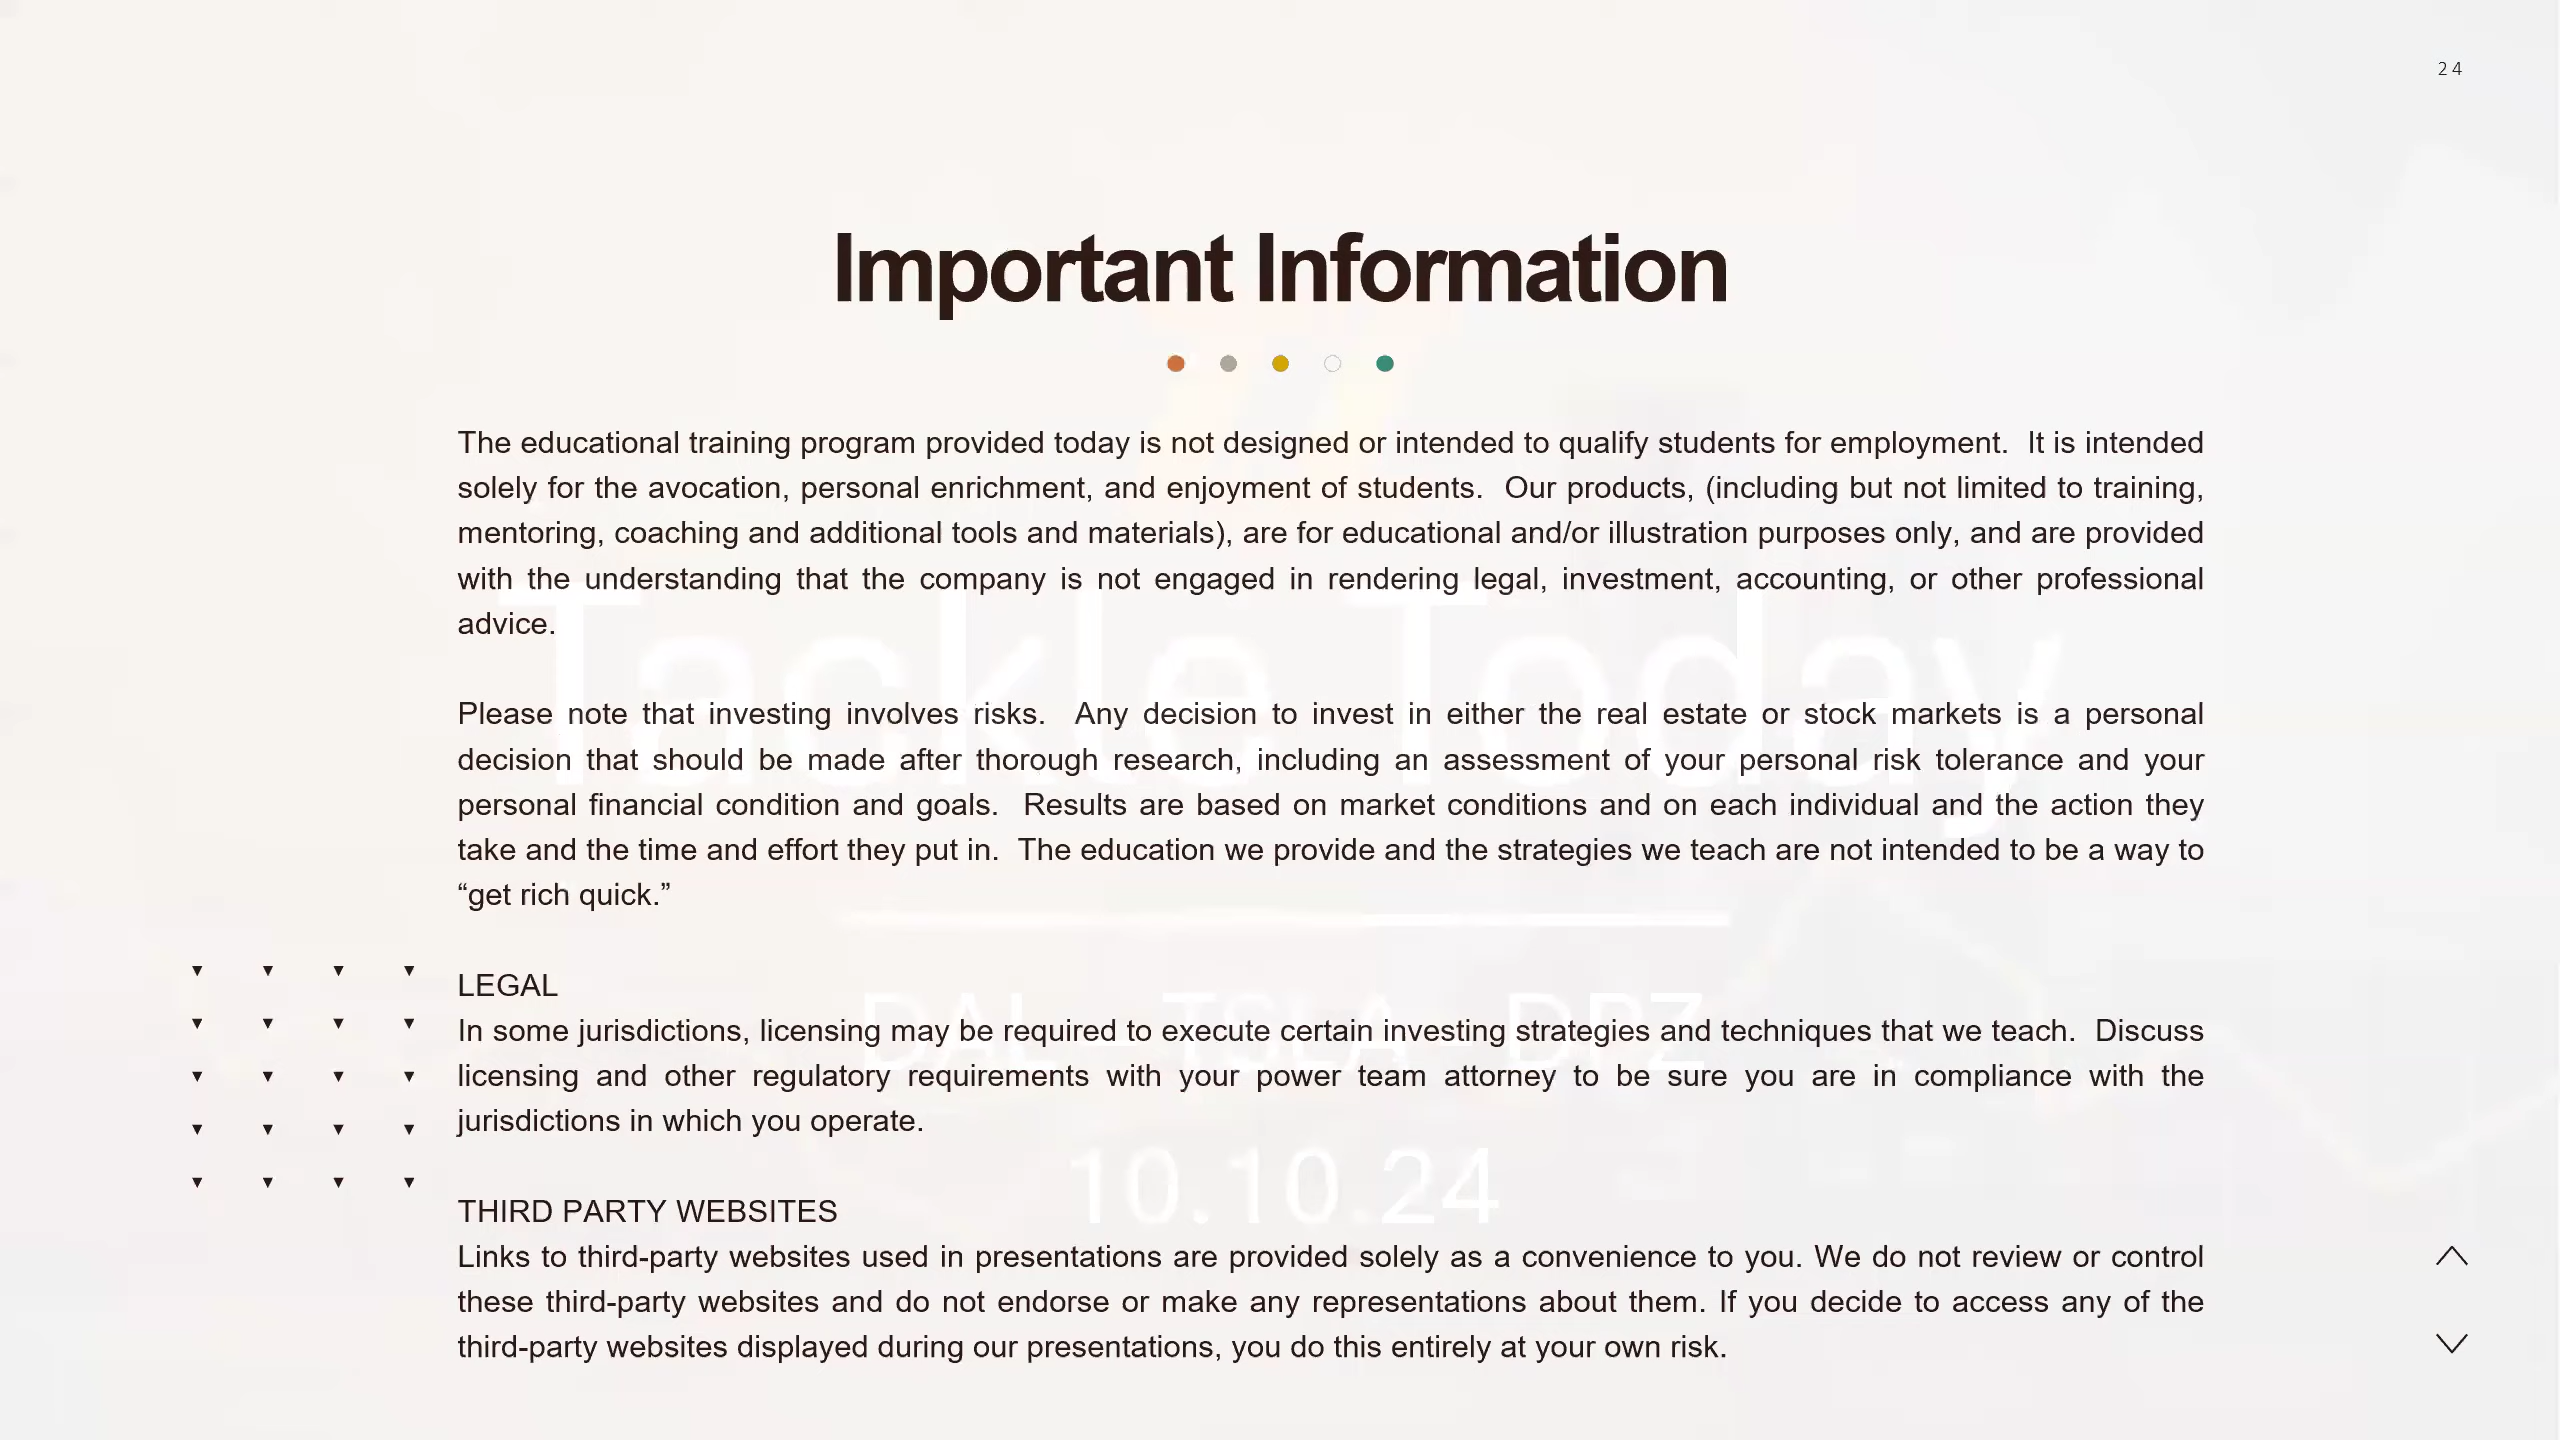 24
Important Information
The educational training program provided today is not designed or intended to qualify students for employment.  It is intended
solely for the avocation, personal enrichment, and enjoyment of students.  Our products, (including but not limited to training,
mentoring, coaching and additional tools and materials), are for educational and/or illustration purposes only, and are provided
with the understanding that the company is not engaged in rendering legal, investment, accounting, or other professional
advice.
Tackle Today
Please note that investing involves risks.  Any decision to invest in either the real estate or stock markets is a personal
decision that should be made after thorough research, including an assessment of your personal risk tolerance and your
personal financial condition and goals.  Results are based on market conditions and on each individual and the action they
take and the time and effort they put in.  The education we provide and the strategies we teach are not intended to be a way to
“get rich quick.”
LEGAL
DAL - TSLA - DPZ
In some jurisdictions, licensing may be required to execute certain investing strategies and techniques that we teach.  Discuss
licensing and other regulatory requirements with your power team attorney to be sure you are in compliance with the
jurisdictions in which you operate.
10.10.24
THIRD PARTY WEBSITES
Links to third-party websites used in presentations are provided solely as a convenience to you. We do not review or control
these third-party websites and do not endorse or make any representations about them. If you decide to access any of the
third-party websites displayed during our presentations, you do this entirely at your own risk.